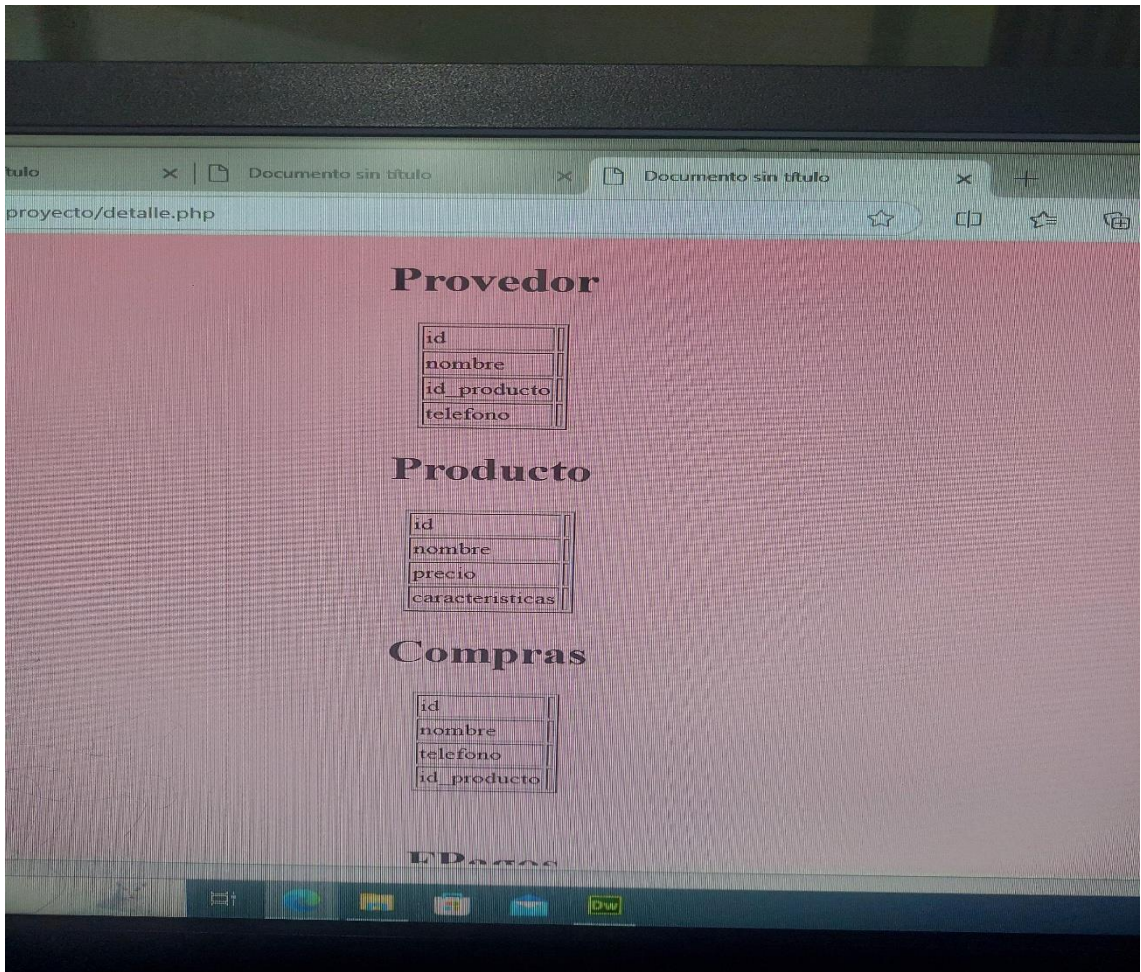 tulo
Documento sin título
Documento sin título
proyecto/detalle.php
Provedor
id
nombre
id_producto
telefono
Producto
id
nombre
precio
caracteristicas
Compras
id
nombre
telefono
id_producto
Dw